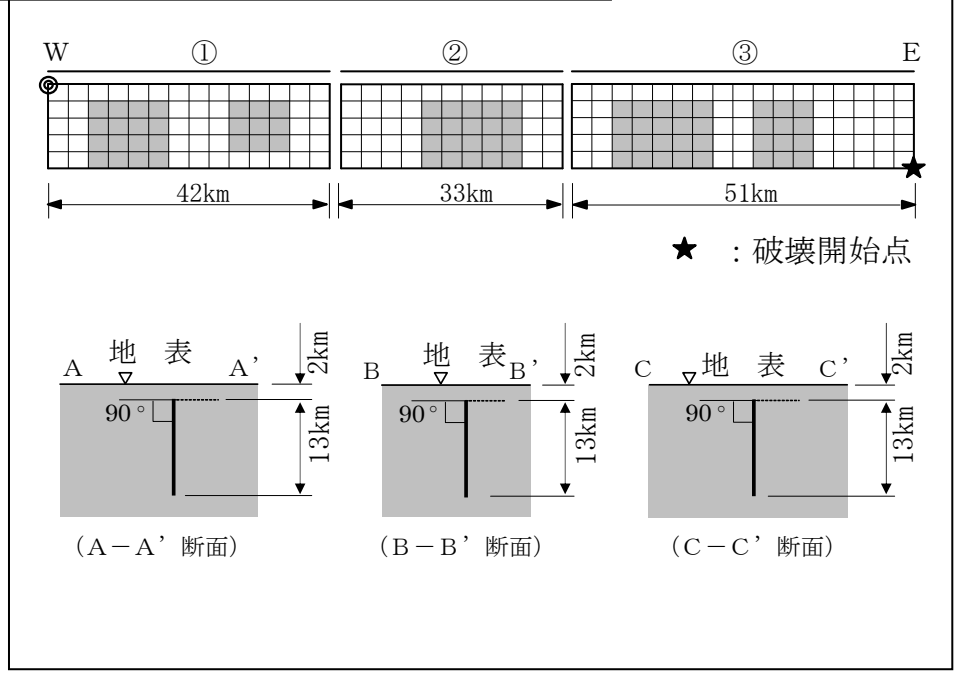 W ① ② ③ E
42km 33km 51km
★ ：破壊開始点
A 地 表 A’ 2km B 地 表 B’ 2km C 地 表 C’ 2km
90° 13km 90° 13km 90° 13km
（A－A’断面） （B－B’断面） （C－C’断面）